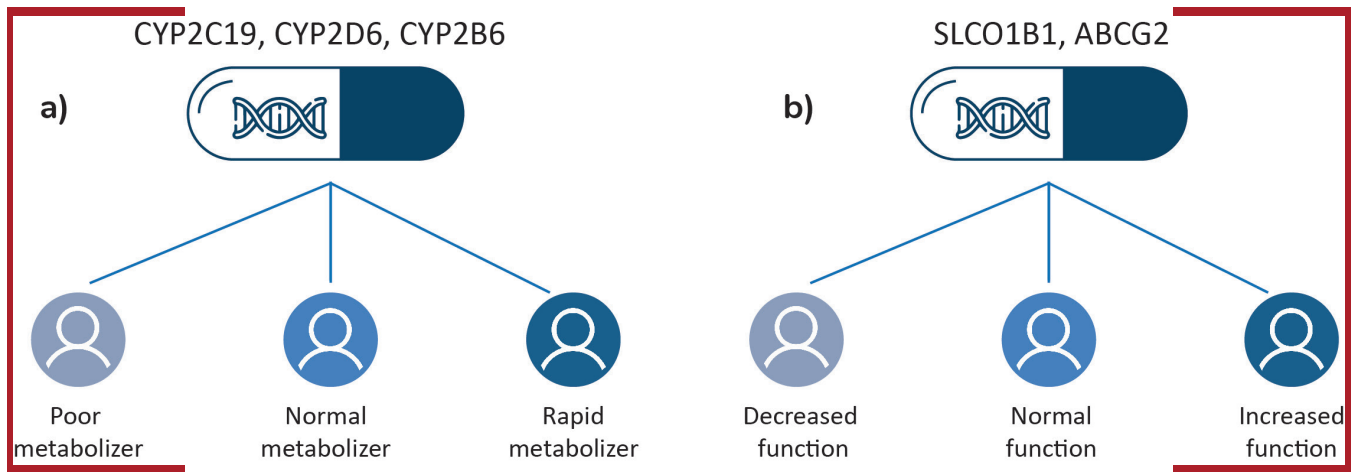 CYP2C19, CYP2D6, CYP2B6
a)
Poor
metabolizer
Normal
metabolizer
Rapid
metabolizer
SLCO1B1, ABCG2
b)
Decreased
function
Normal
function
Increased
function